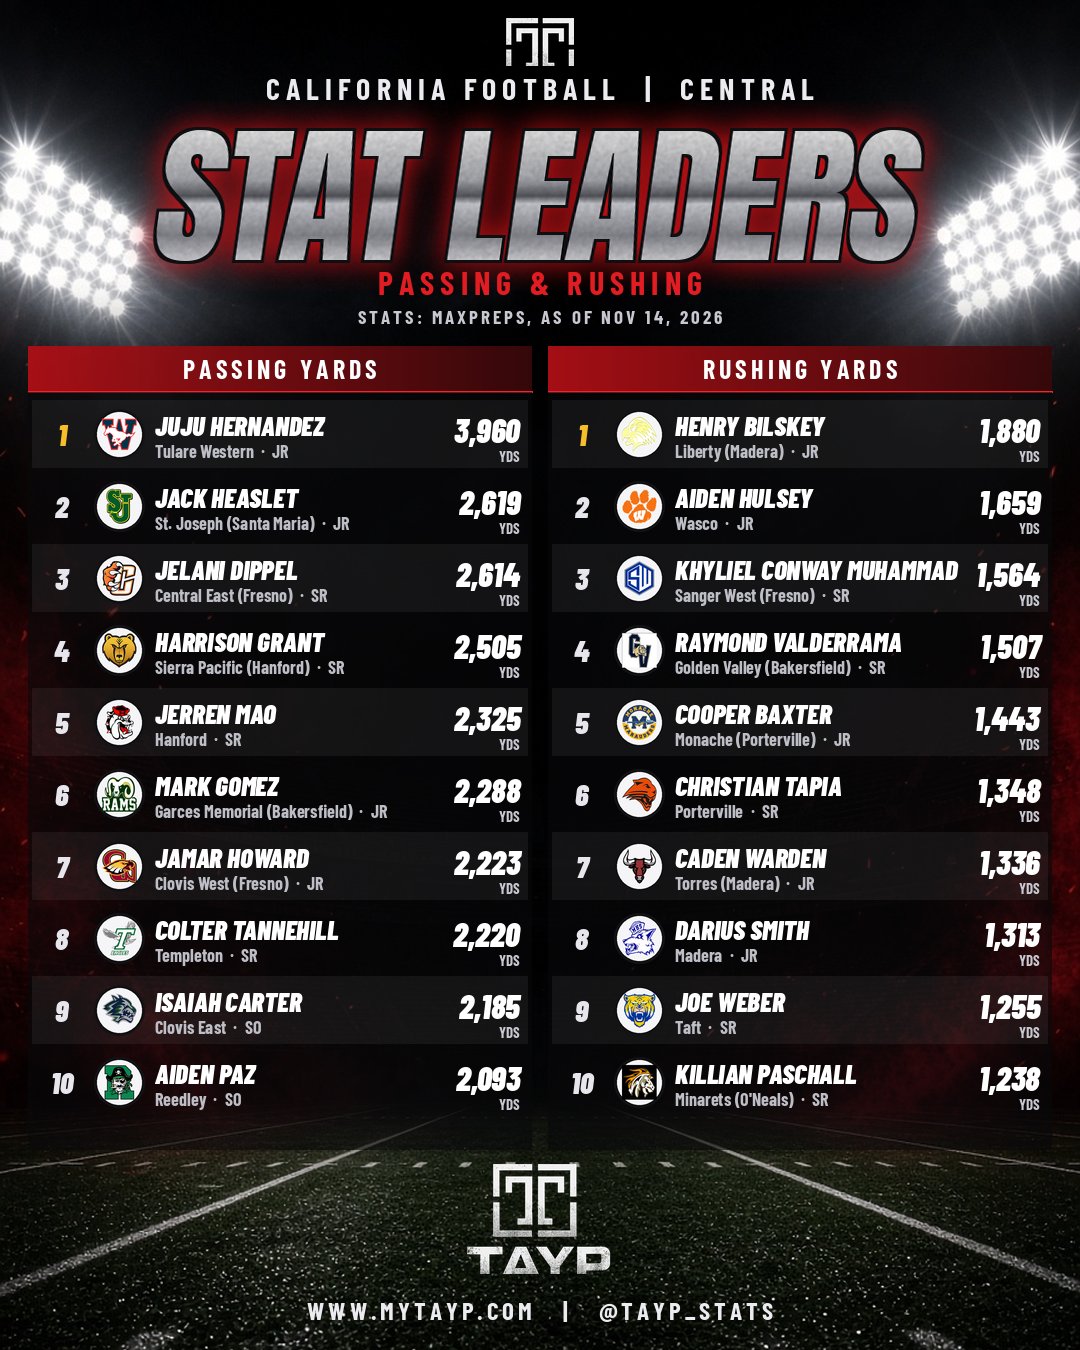 CALIFORNIA FOOTBALL | CENTRAL
STAT LEADERS
PASSING & RUSHING
STATS: MAXPREPS, AS OF NOV 14, 2026
PASSING YARDS
1 JUJU HERNANDEZ 3,960
Tulare Western · JR YDS
2 JACK HEASLET 2,619
St. Joseph (Santa Maria) · JR YDS
3 JELANI DIPPEL 2,614
Central East (Fresno) · SR YDS
4 HARRISON GRANT 2,505
Sierra Pacific (Hanford) · SR YDS
5 JERREN MAO 2,325
Hanford · SR YDS
6 MARK GOMEZ 2,288
RAMS Garces Memorial (Bakersfield) · JR YDS
7 JAMAR HOWARD 2,223
Clovis West (Fresno) · JR YDS
8 COLTER TANNEHILL 2,220
Templeton · SR YDS
9 ISAIAH CARTER 2,185
Clovis East · SO YDS
10 AIDEN PAZ 2,093
Reedley · SO YDS
RUSHING YARDS
1 HENRY BILSKEY 1,880
Liberty (Madera) · JR YDS
2 AIDEN HULSEY 1,659
Wasco · JR YDS
3 KHYLIEL CONWAY MUHAMMAD 1,564
Sanger West (Fresno) · SR YDS
4 RAYMOND VALDERRAMA 1,507
Golden Valley (Bakersfield) · SR YDS
5 COOPER BAXTER 1,443
Monache (Porterville) · JR YDS
6 CHRISTIAN TAPIA 1,348
Porterville · SR YDS
7 CADEN WARDEN 1,336
Torres (Madera) · JR YDS
8 DARIUS SMITH 1,313
Madera · JR YDS
9 JOE WEBER 1,255
Taft · SR YDS
10 KILLIAN PASCHALL 1,238
Minarets (O'Neals) · SR YDS
TAYP
WWW.MYTAYP.COM | @TAYP_STATS